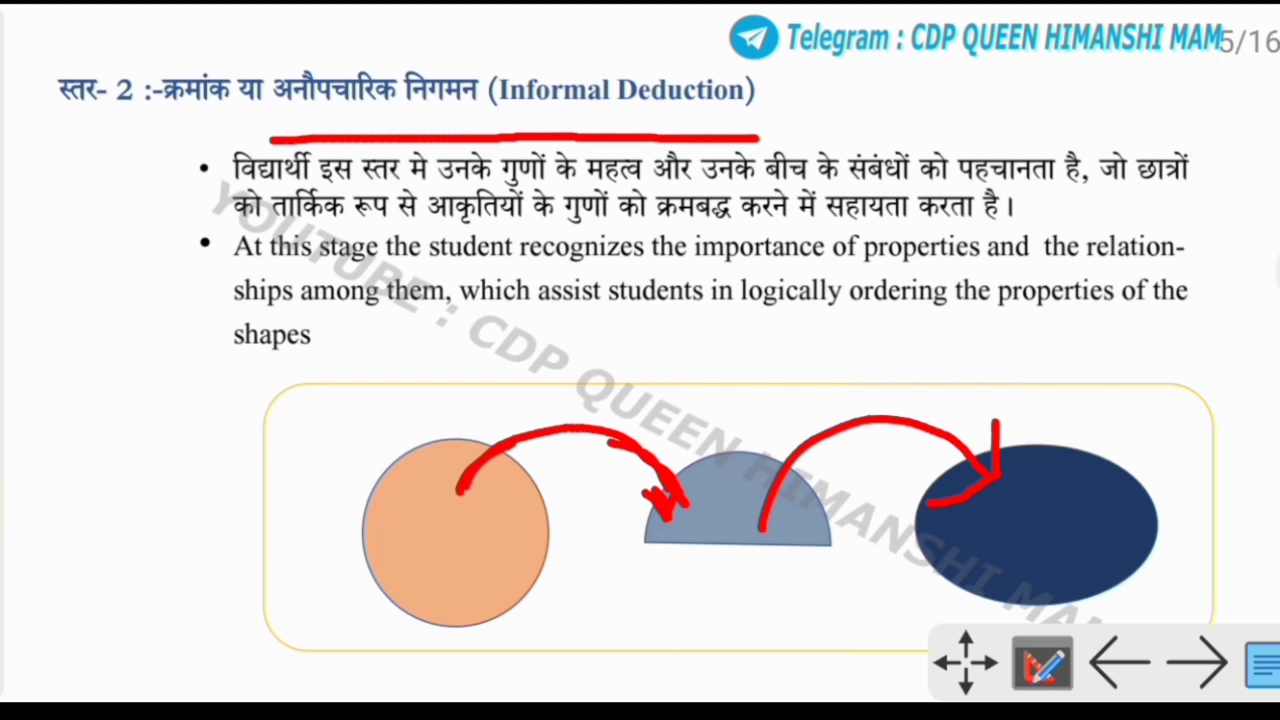 Telegram : CDP QUEEN HIMANSHI MAM
5/16
स्तर- 2 :-क्रमांक या अनौपचारिक निगमन (Informal Deduction)
• विद्यार्थी इस स्तर मे उनके गुणों के महत्व और उनके बीच के संबंधों को पहचानता है, जो छात्रों
को तार्किक रूप से आकृतियों के गुणों को क्रमबद्ध करने में सहायता करता है।
• At this stage the student recognizes the importance of properties and the relation-
ships among them, which assist students in logically ordering the properties of the
shapes
YOUTUBE : CDP QUEEN HIMANSHI MAM